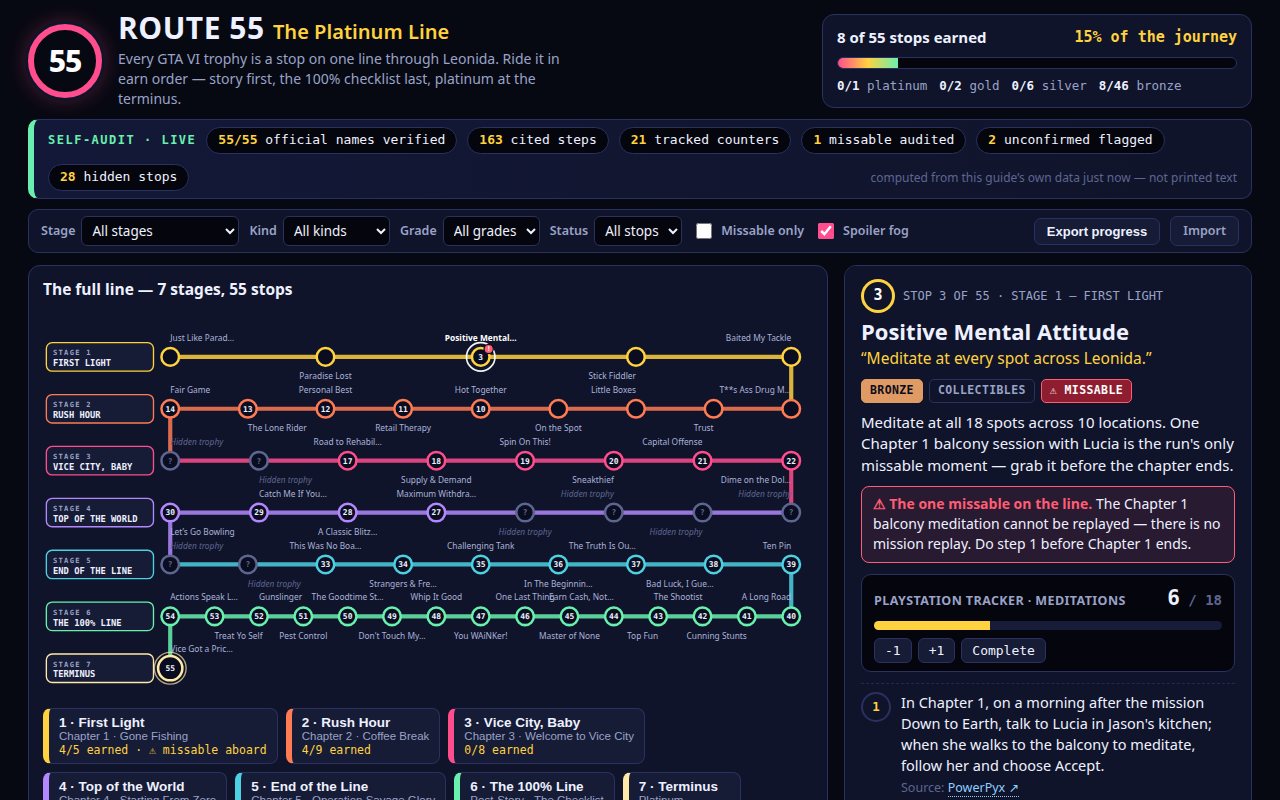 55
ROUTE 55 The Platinum Line
Every GTA VI trophy is a stop on one line through Leonida. Ride it in
earn order — story first, the 100% checklist last, platinum at the
terminus.
8 of 55 stops earned 15% of the journey
0/1 platinum 0/2 gold 0/6 silver 8/46 bronze
SELF-AUDIT · LIVE 55/55 official names verified 163 cited steps 21 tracked counters 1 missable audited 2 unconfirmed flagged
28 hidden stops computed from this guide's own data just now — not printed text
Stage All stages Kind All kinds Grade All grades Status All stops Missable only Spoiler fog Export progress Import
The full line — 7 stages, 55 stops
Just Like Parad... Positive Mental... Baited My Tackle
STAGE 1
FIRST LIGHT
3 !
Paradise Lost Stick Fiddler
Fair Game Personal Best Hot Together Little Boxes T**s Ass Drug M...
STAGE 2
RUSH HOUR
14 13 12 11 10
The Lone Rider Retail Therapy On the Spot Trust
Hidden trophy Road to Rehabil... Spin On This! Capital Offense
STAGE 3
VICE CITY, BABY
? ? 17 18 19 20 21 22
Hidden trophy Supply & Demand Sneakthief Dime on the Dol...
Catch Me If You... Maximum Withdra... Hidden trophy Hidden trophy
STAGE 4
TOP OF THE WORLD
30 29 28 27 ? ? ? ?
Let's Go Bowling A Classic Blitz... Hidden trophy Hidden trophy
Hidden trophy This Was No Boa... Challenging Tank The Truth Is Ou... Ten Pin
STAGE 5
END OF THE LINE
? ? 33 34 35 36 37 38 39
Hidden trophy Strangers & Fre... In The Beginnin... Bad Luck, I Gue...
Actions Speak L... Gunslinger The Goodtime St... Whip It Good One Last Thing Earn Cash, Not... The Shootist A Long Road
STAGE 6
THE 100% LINE
54 53 52 51 50 49 48 47 46 45 44 43 42 41 40
Treat Yo Self Pest Control Don't Touch My... You WAiNKer! Master of None Top Fun Cunning Stunts
Vice Got a Pric...
STAGE 7
TERMINUS
55
1 · First Light
Chapter 1 · Gone Fishing
4/5 earned · ⚠ missable aboard
2 · Rush Hour
Chapter 2 · Coffee Break
4/9 earned
3 · Vice City, Baby
Chapter 3 · Welcome to Vice City
0/8 earned
4 · Top of the World
Chapter 4 · Starting From Zero
5 · End of the Line
Chapter 5 · Operation Savage Glory
6 · The 100% Line
Post-Story · The Checklist
7 · Terminus
Platinum
3 STOP 3 OF 55 · STAGE 1 — FIRST LIGHT
Positive Mental Attitude
“Meditate at every spot across Leonida.”
BRONZE COLLECTIBLES ⚠ MISSABLE
Meditate at all 18 spots across 10 locations. One
Chapter 1 balcony session with Lucia is the run's only
missable moment — grab it before the chapter ends.
⚠ The one missable on the line. The Chapter 1
balcony meditation cannot be replayed — there is no
mission replay. Do step 1 before Chapter 1 ends.
PLAYSTATION TRACKER · MEDITATIONS 6 / 18
-1 +1 Complete
1 In Chapter 1, on a morning after the mission
Down to Earth, talk to Lucia in Jason's kitchen;
when she walks to the balcony to meditate,
follow her and choose Accept.
Source: PowerPyx ↗